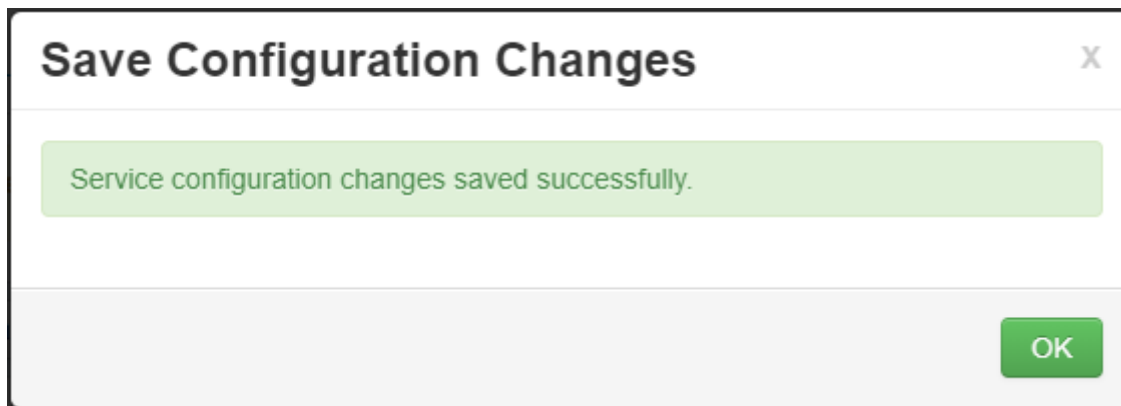 Save Configuration Changes
x
Service configuration changes saved successfully.
OK